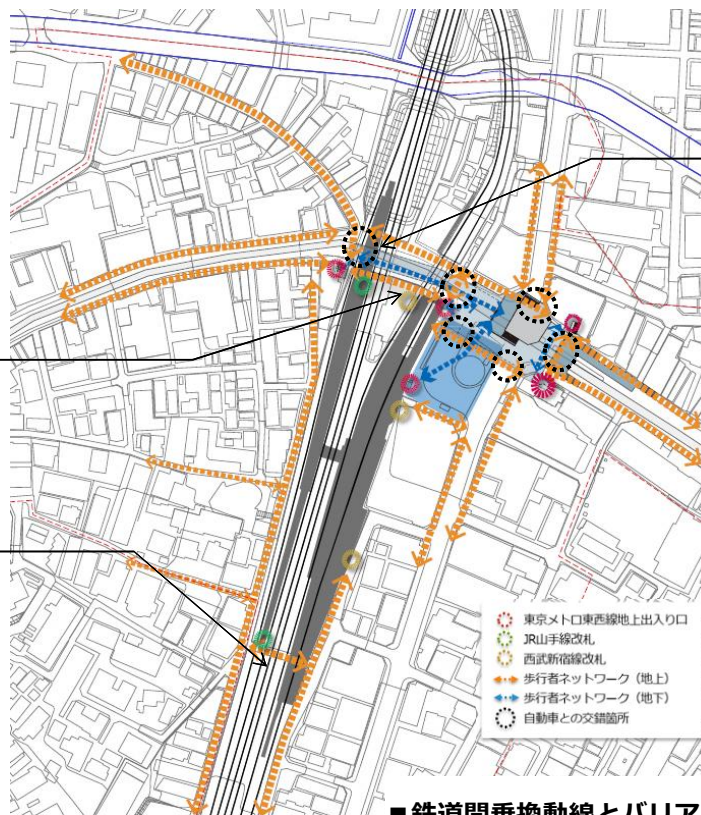 東京メトロ東西線地上出入り口
JR山手線改札
西武新宿線改札
歩行者ネットワーク（地上）
歩行者ネットワーク（地下）
自動車との交錯箇所
■鉄道間乗換動線とバリア